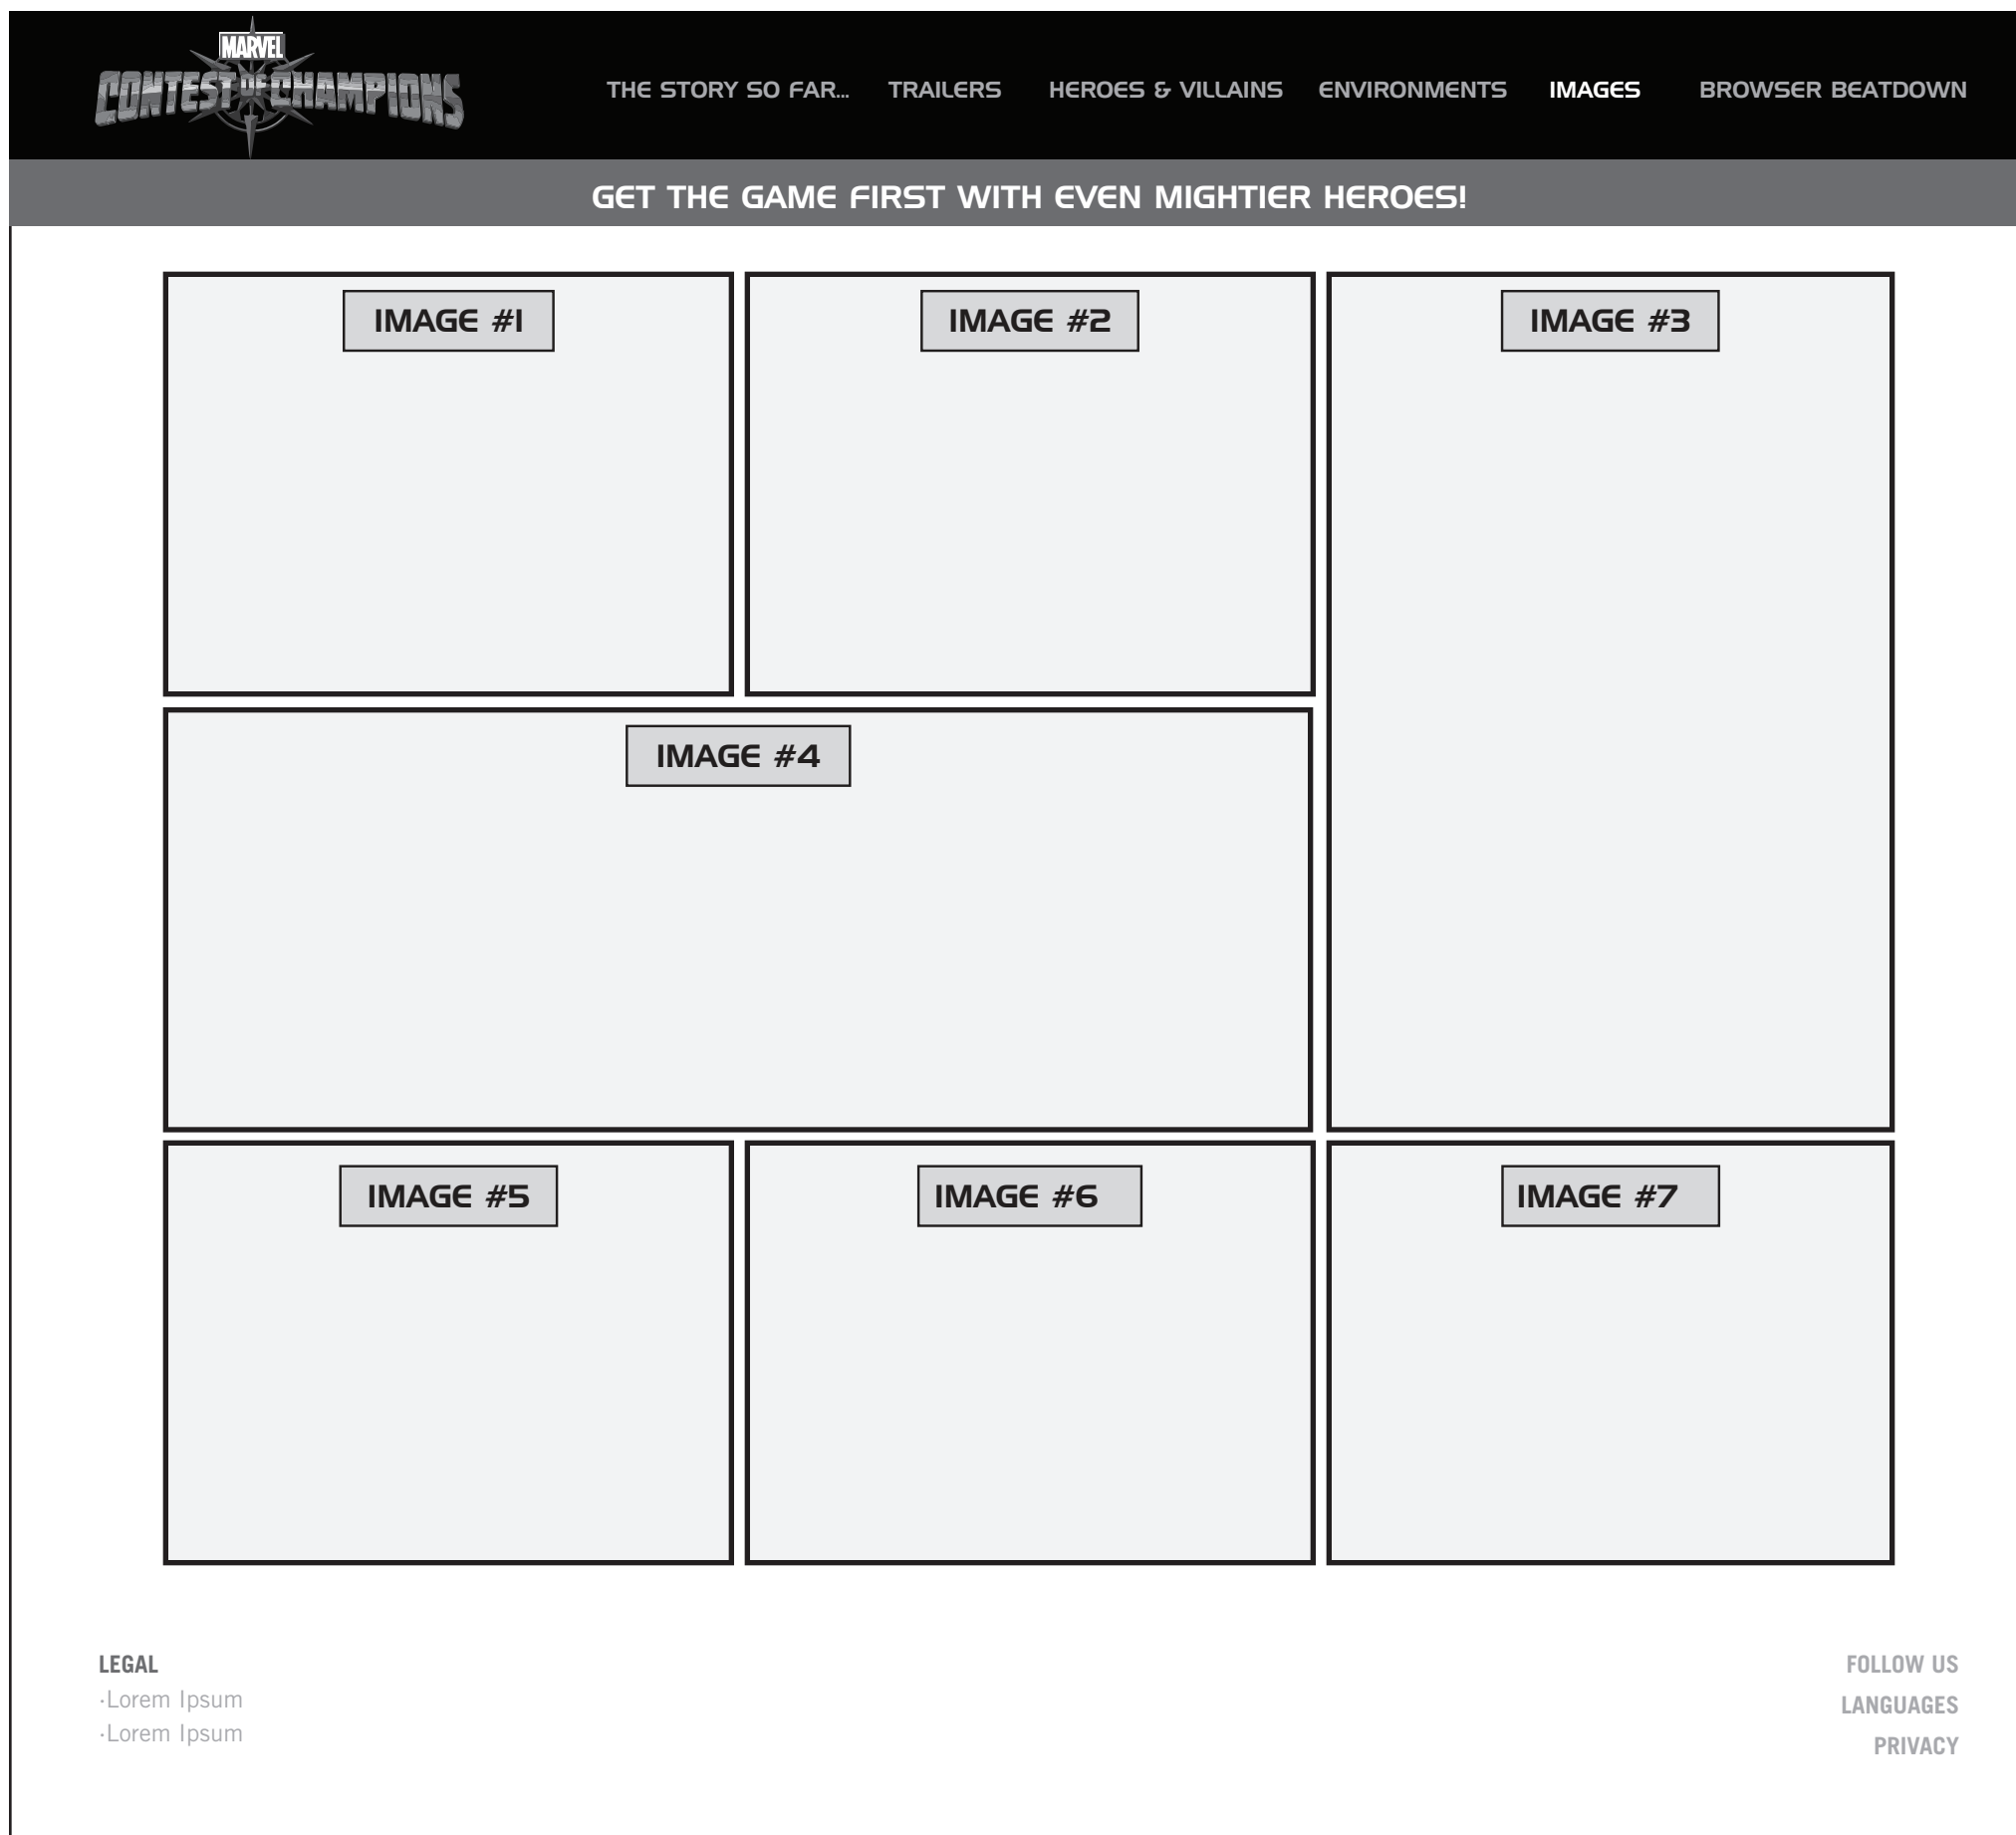 MARVEL
CONTEST OF CHAMPIONS
THE STORY SO FAR... TRAILERS HEROES & VILLAINS ENVIRONMENTS IMAGES BROWSER BEATDOWN
GET THE GAME FIRST WITH EVEN MIGHTIER HEROES!
IMAGE #1
IMAGE #2
IMAGE #3
IMAGE #4
IMAGE #5
IMAGE #6
IMAGE #7
LEGAL
·Lorem Ipsum
·Lorem Ipsum
FOLLOW US
LANGUAGES
PRIVACY